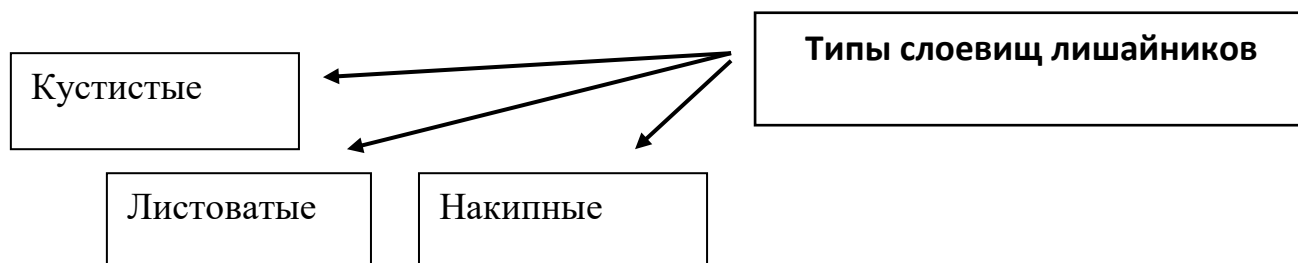 Типы слоевищ лишайников
Кустистые
Листоватые
Накипные